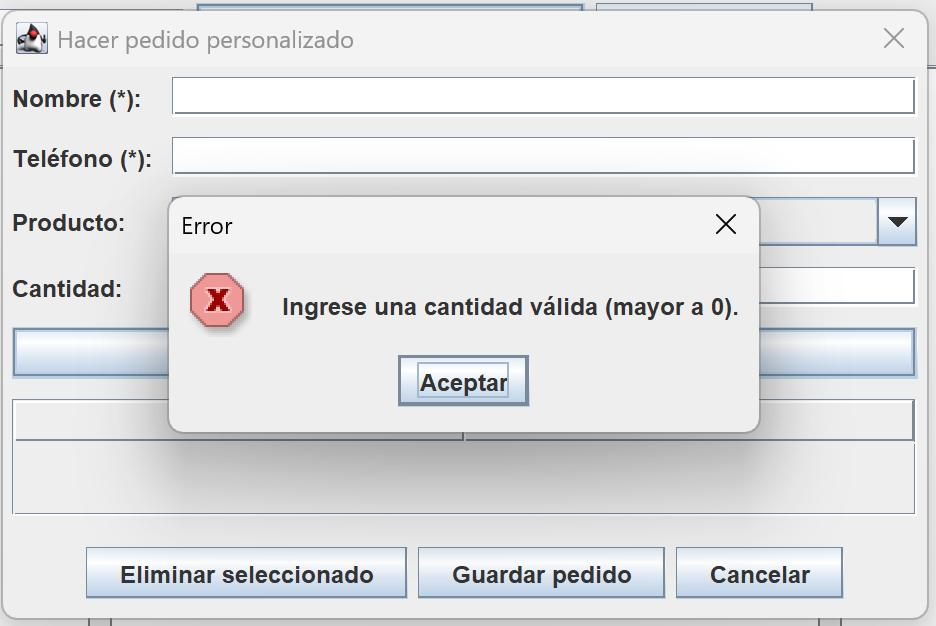 Hacer pedido personalizado
Nombre (*):
Teléfono (*):
Producto:
Error
Cantidad:
Ingrese una cantidad válida (mayor a 0).
Aceptar
Eliminar seleccionado
Guardar pedido
Cancelar